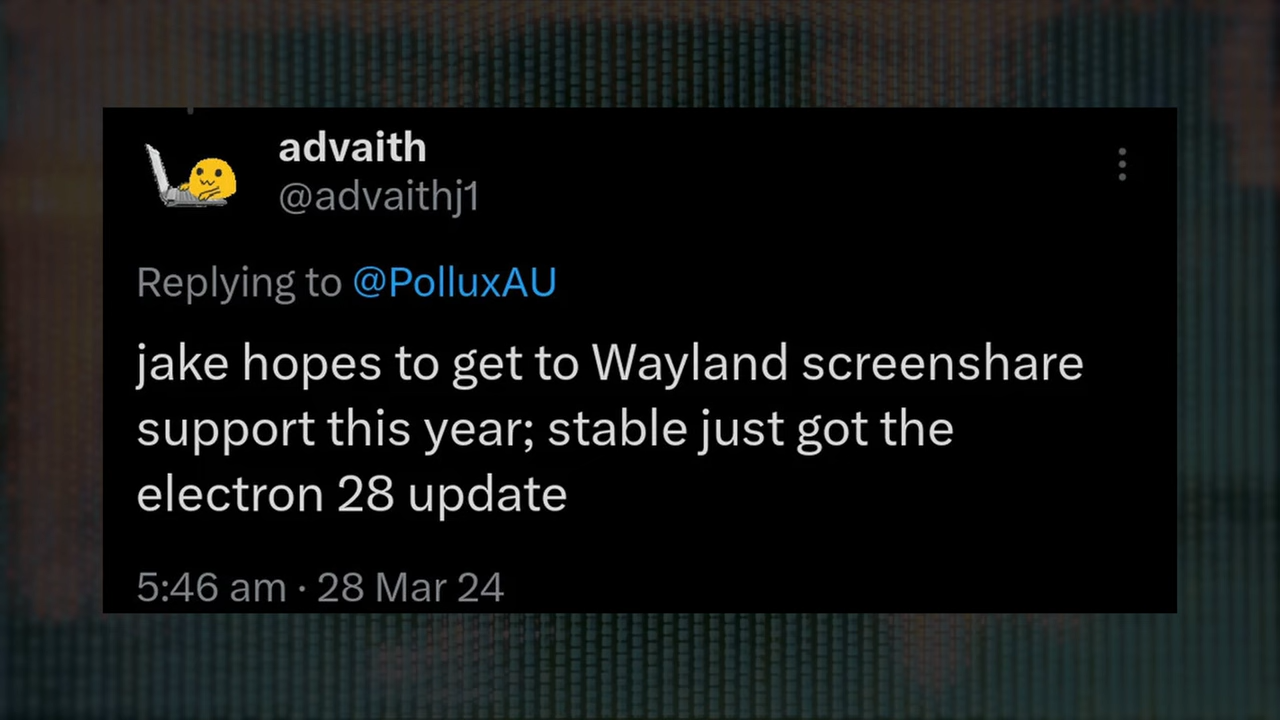 advaith
@advaithj1
Replying to @PolluxAU
jake hopes to get to Wayland screenshare
support this year; stable just got the
electron 28 update
5:46 am · 28 Mar 24